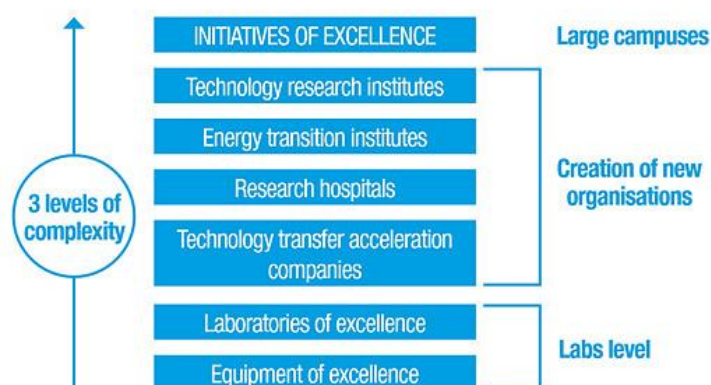 INITIATIVES OF EXCELLENCE
Large campuses
Technology research institutes
Energy transition institutes
Research hospitals
Technology transfer acceleration
companies
Creation of new
organisations
3 levels of
complexity
Laboratories of excellence
Equipment of excellence
Labs level